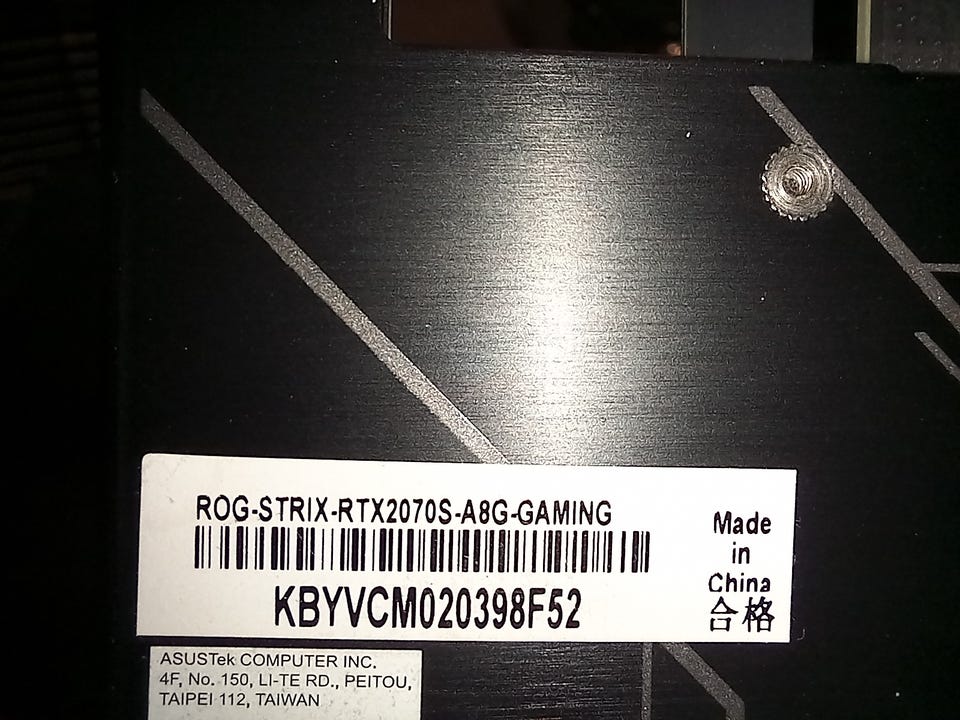 ROG-STRIX-RTX2070S-A8G-GAMING
KBYVCM020398F52
Made
in
China
合格
ASUSTek COMPUTER INC.
4F, No. 150, LI-TE RD., PEITOU,
TAIPEI 112, TAIWAN